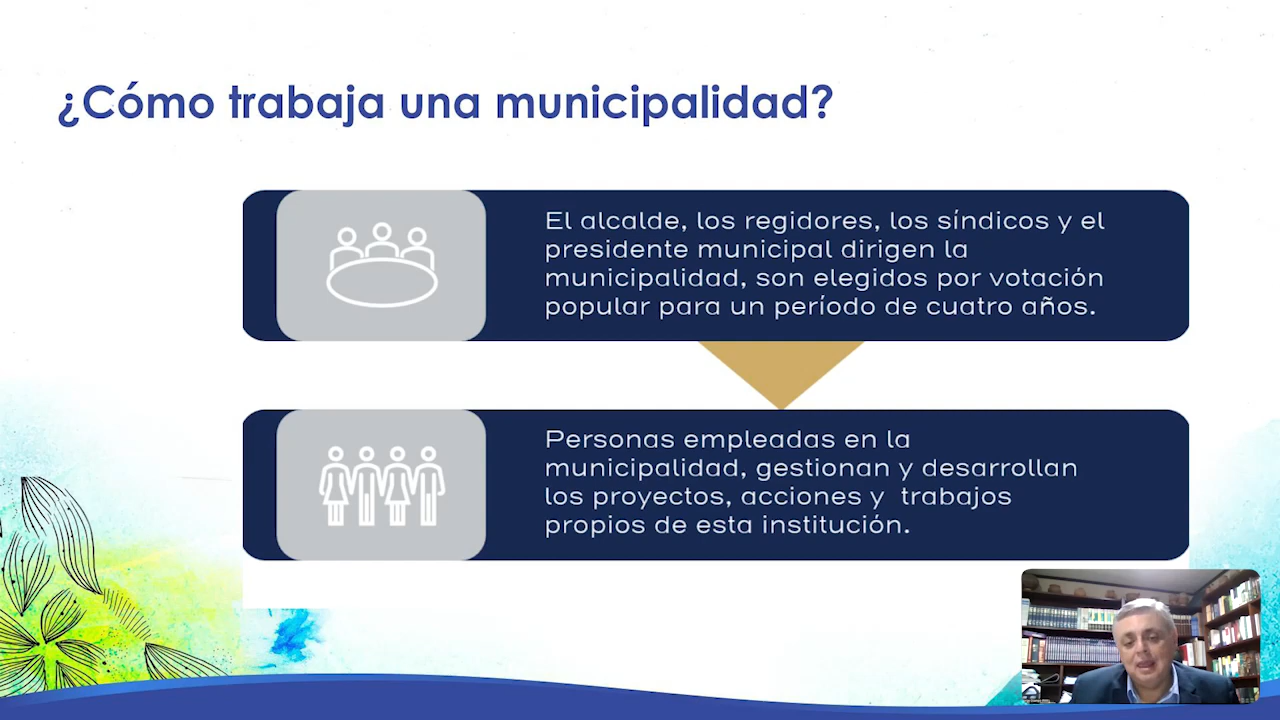 ¿Cómo trabaja una municipalidad?
El alcalde, los regidores, los síndicos y el
presidente municipal dirigen la
municipalidad, son elegidos por votación
popular para un período de cuatro años.
Personas empleadas en la
municipalidad, gestionan y desarrollan
los proyectos, acciones y trabajos
propios de esta institución.